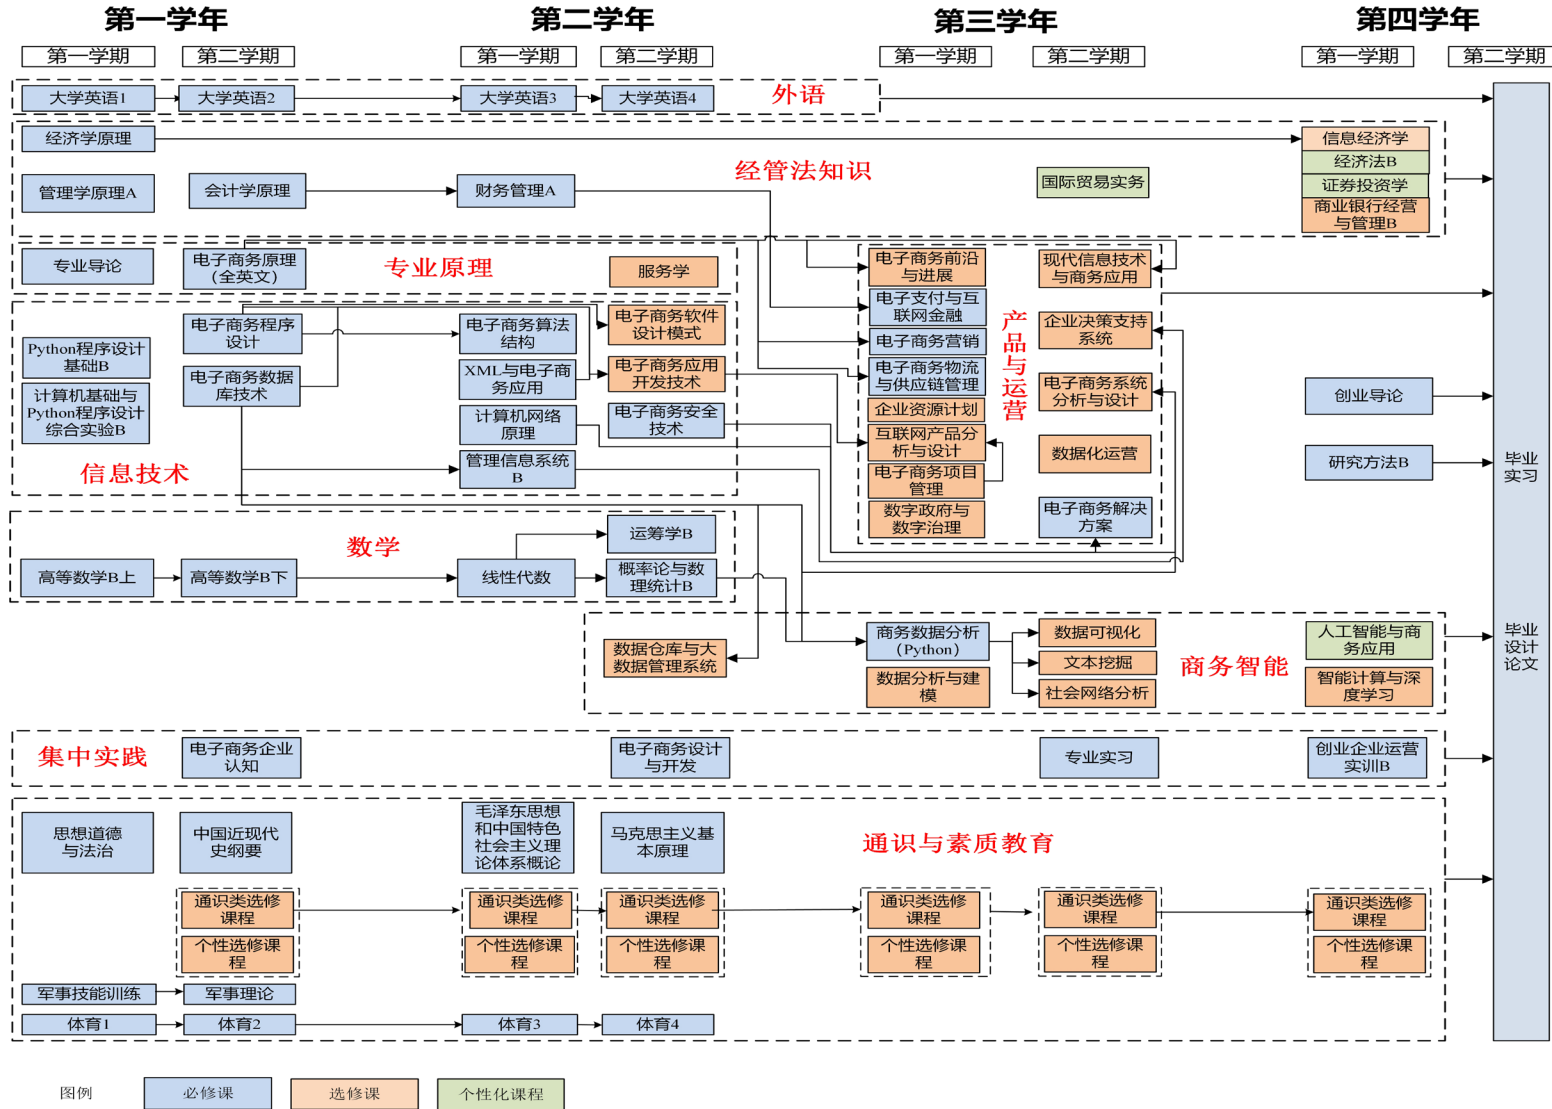 第一学年
第二学年
第三学年
第四学年
第一学期
第二学期
第一学期
第二学期
第一学期
第二学期
第一学期
第二学期
大学英语1
大学英语2
大学英语3
大学英语4
外语
经济学原理
信息经济学
经济法B
管理学原理A
会计学原理
财务管理A
经管法知识
国际贸易实务
证券投资学
商业银行经营
与管理B
专业导论
电子商务原理
(全英文)
专业原理
服务学
电子商务前沿
与进展
现代信息技术
与商务应用
电子支付与互
联网金融
企业决策支持
系统
电子商务营销
电子商务物流
与供应链管理
产品与运营
电子商务系统
分析与设计
企业资源计划
互联网产品分
析与设计
数据化运营
电子商务项目
管理
数字政府与
数字治理
电子商务解决
方案
电子商务程序
设计
电子商务算法
结构
电子商务软件
设计模式
Python程序设计
基础B
电子商务数据
库技术
XML与电子商
务应用
电子商务应用
开发技术
计算机基础与
Python程序设计
综合实验B
计算机网络
原理
电子商务安全
技术
信息技术
管理信息系统
B
创业导论
研究方法B
毕业
实习
毕业
设计
论文
数学
运筹学B
高等数学B上
高等数学B下
线性代数
概率论与数
理统计B
数据仓库与大
数据管理系统
商务数据分析
(Python)
数据可视化
文本挖掘
数据分析与建
模
社会网络分析
商务智能
人工智能与商
务应用
智能计算与深
度学习
集中实践
电子商务企业
认知
电子商务设计
与开发
专业实习
创业企业运营
实训B
思想道德
与法治
中国近现代
史纲要
毛泽东思想
和中国特色
社会主义理
论体系概论
马克思主义基
本原理
通识与素质教育
通识类选修
课程
通识类选修
课程
通识类选修
课程
通识类选修
课程
通识类选修
课程
通识类选修
课程
个性选修课
程
个性选修课
程
个性选修课
程
个性选修课
程
个性选修课
程
个性选修课
程
军事技能训练
军事理论
体育1
体育2
体育3
体育4
图例
必修课
选修课
个性化课程